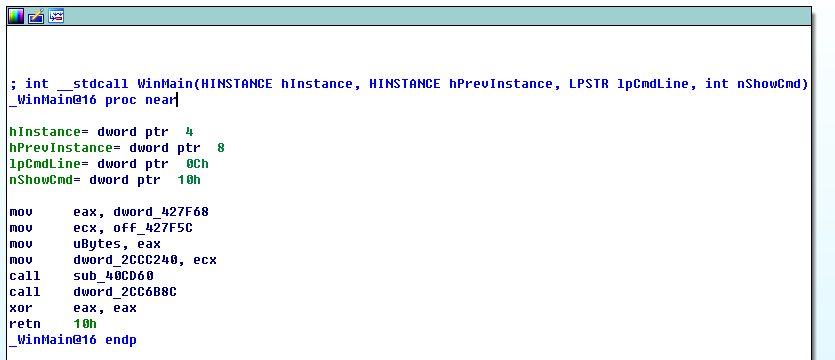 ; int __stdcall WinMain(HINSTANCE hInstance, HINSTANCE hPrevInstance, LPSTR lpCmdLine, int nShowCmd)
_WinMain@16 proc near
hInstance= dword ptr  4
hPrevInstance= dword ptr  8
lpCmdLine= dword ptr  0Ch
nShowCmd= dword ptr  10h
mov     eax, dword_427F68
mov     ecx, off_427F5C
mov     uBytes, eax
mov     dword_2CCC240, ecx
call    sub_40CD60
call    dword_2CC6B8C
xor     eax, eax
retn    10h
_WinMain@16 endp